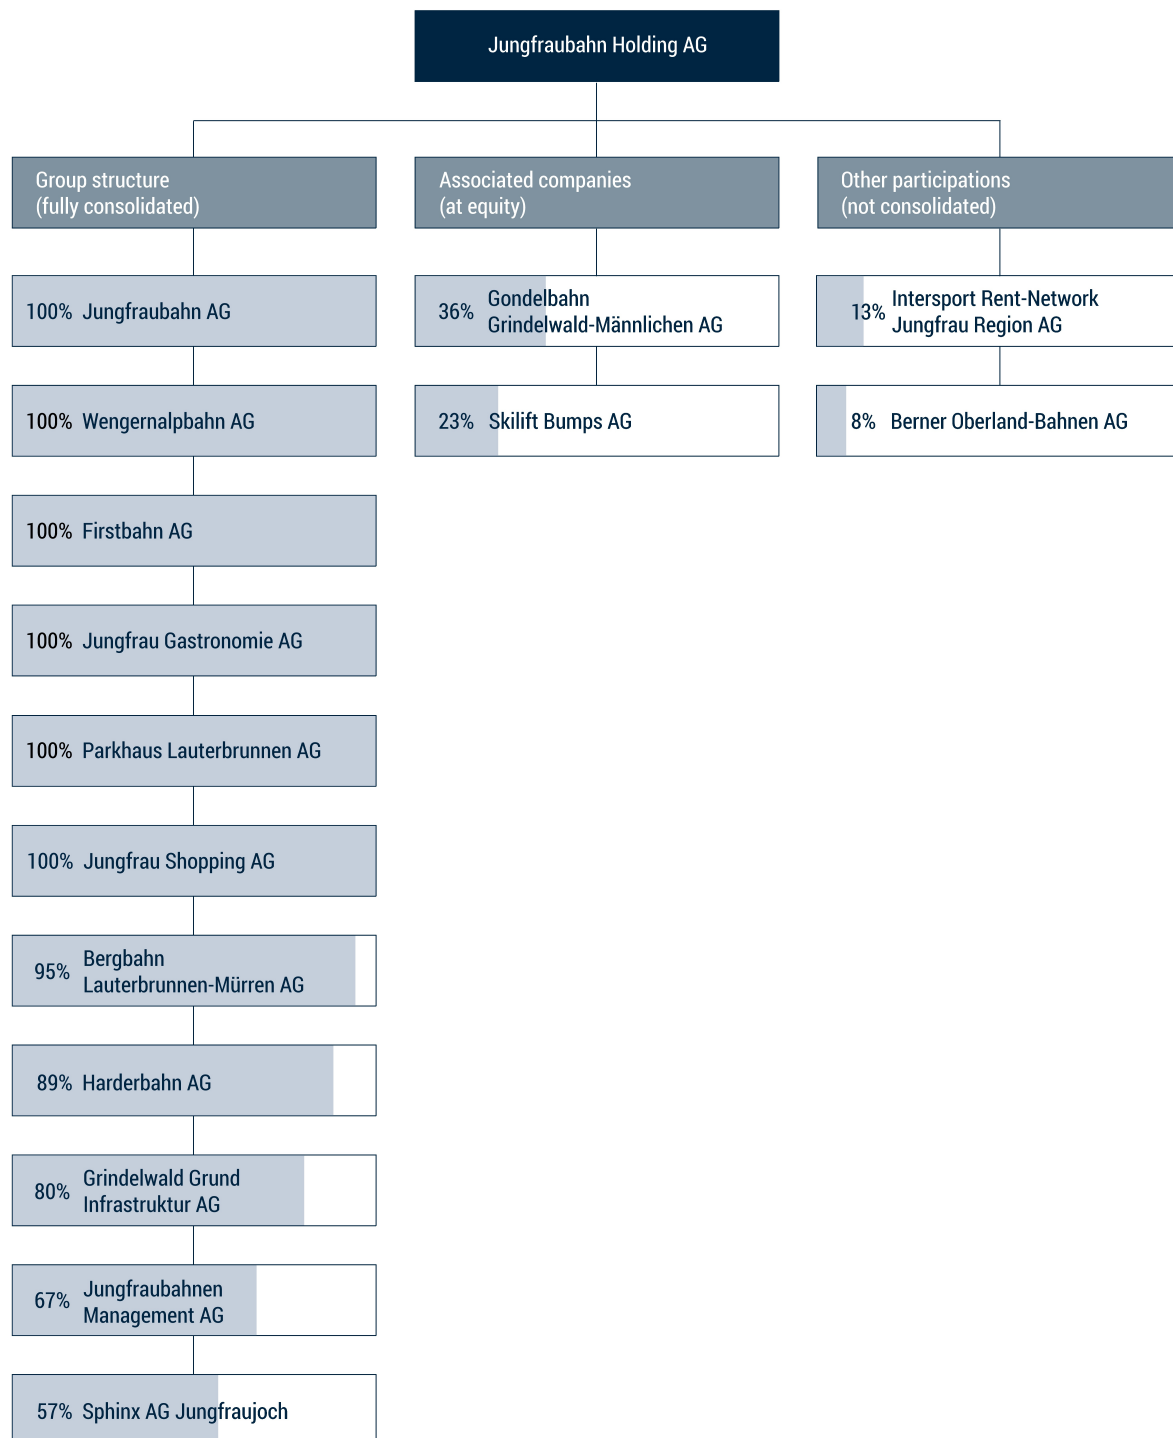 Jungfraubahn Holding AG
Group structure
(fully consolidated)
100% Jungfraubahn AG
100% Wengernalpbahn AG
100% Firstbahn AG
100% Jungfrau Gastronomie AG
100% Parkhaus Lauterbrunnen AG
100% Jungfrau Shopping AG
95% Bergbahn
Lauterbrunnen-Mürren AG
89% Harderbahn AG
80% Grindelwald Grund
Infrastruktur AG
67% Jungfraubahnen
Management AG
57% Sphinx AG Jungfraujoch
Associated companies
(at equity)
36% Gondelbahn
Grindelwald-Männlichen AG
23% Skilift Bumps AG
Other participations
(not consolidated)
13% Intersport Rent-Network
Jungfrau Region AG
8% Berner Oberland-Bahnen AG